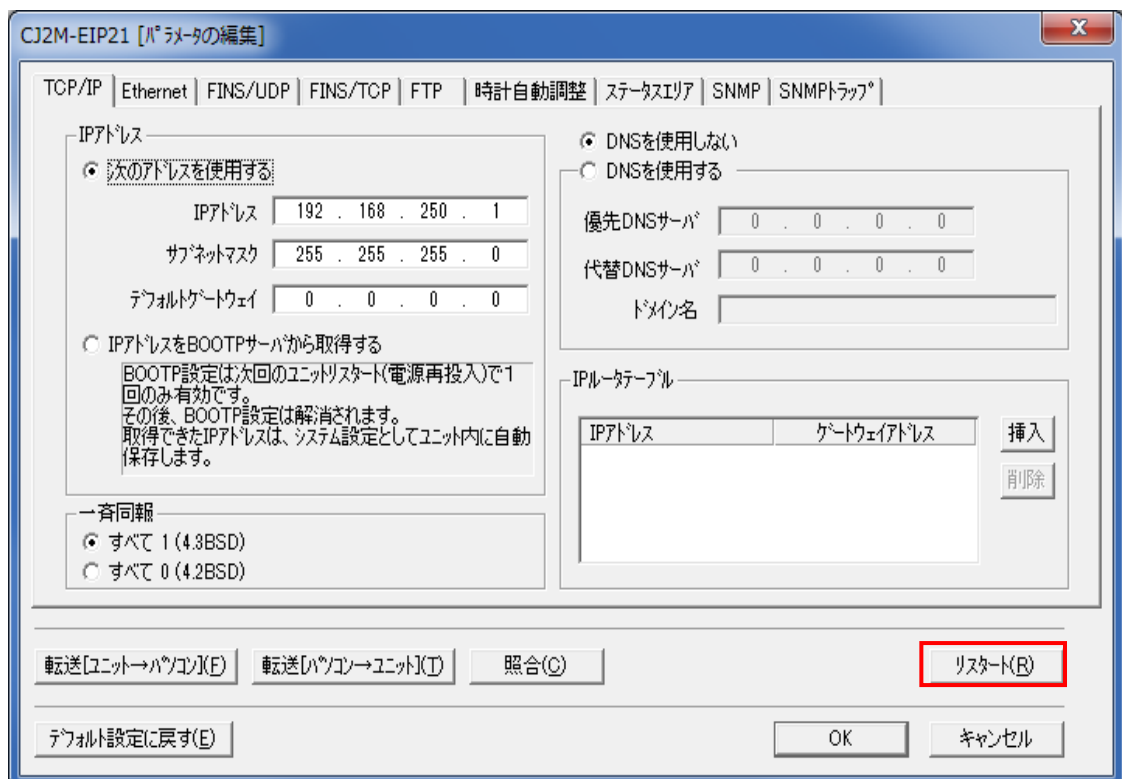 CJ2M-EIP21 [ﾊﾟﾗﾒｰﾀの編集]
TCP/IP Ethernet FINS/UDP FINS/TCP FTP 時計自動調整 ｽﾃｰﾀｽｴﾘｱ SNMP SNMPﾄﾗｯﾌﾟ
IPｱﾄﾞﾚｽ
次のｱﾄﾞﾚｽを使用する
IPｱﾄﾞﾚｽ 192 . 168 . 250 . 1
ｻﾌﾞﾈｯﾄﾏｽｸ 255 . 255 . 255 . 0
ﾃﾞﾌｫﾙﾄｹﾞｰﾄｳｪｲ 0 . 0 . 0 . 0
IPｱﾄﾞﾚｽをBOOTPｻｰﾊﾞから取得する
BOOTP設定は次回のﾕﾆｯﾄﾘｽﾀｰﾄ(電源再投入)で1
回のみ有効です。
その後、BOOTP設定は解消されます。
取得できたIPｱﾄﾞﾚｽは、ｼｽﾃﾑ設定としてﾕﾆｯﾄ内に自動
保存します。
一斉同報
すべて 1 (4.3BSD)
すべて 0 (4.2BSD)
DNSを使用しない
DNSを使用する
優先DNSｻｰﾊﾞ 0 . 0 . 0 . 0
代替DNSｻｰﾊﾞ 0 . 0 . 0 . 0
ﾄﾞﾒｲﾝ名
IPﾙｰﾀﾃｰﾌﾞﾙ
IPｱﾄﾞﾚｽ ｹﾞｰﾄｳｪｲｱﾄﾞﾚｽ
挿入
削除
転送[ﾕﾆｯﾄ→ﾊﾟｿｺﾝ](F) 転送[ﾊﾟｿｺﾝ→ﾕﾆｯﾄ](T) 照合(C) ﾘｽﾀｰﾄ(R)
ﾃﾞﾌｫﾙﾄ設定に戻す(E) OK ｷｬﾝｾﾙ